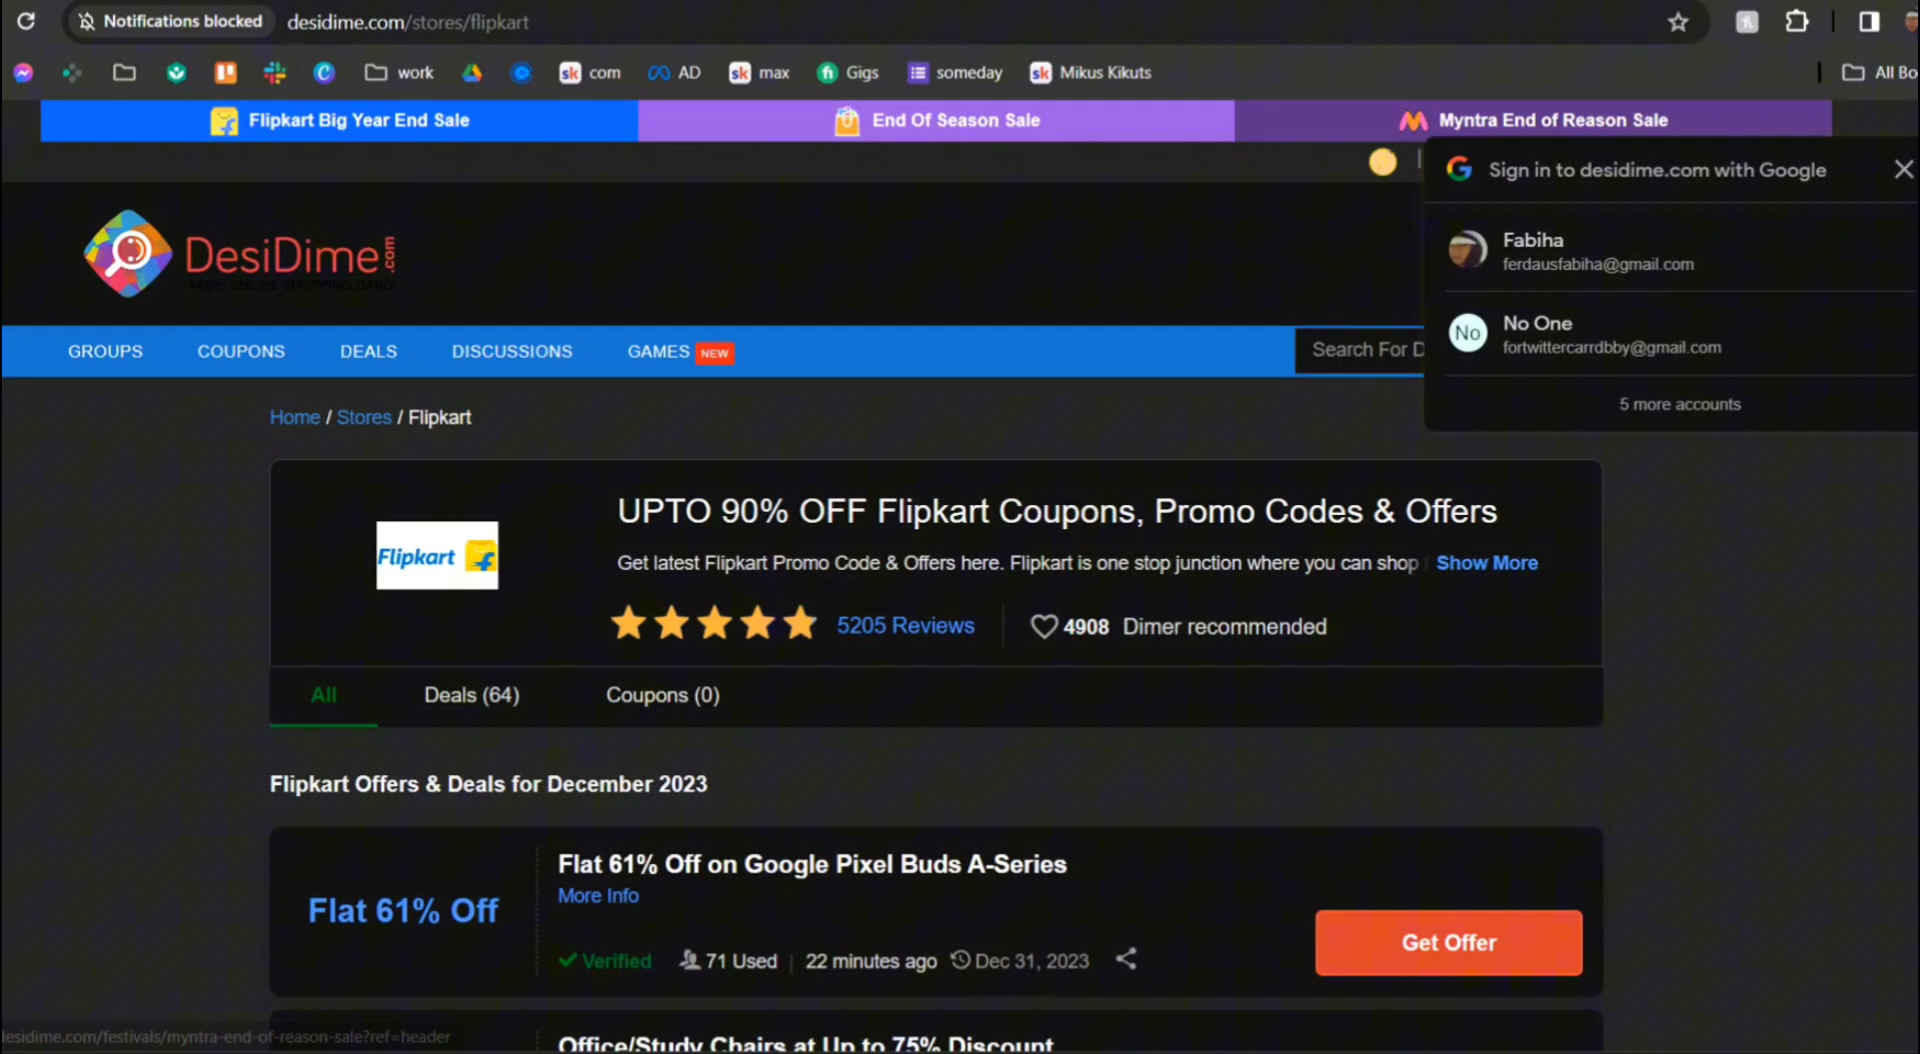 Notifications blocked desidime.com/stores/flipkart
work com AD max Gigs someday Mikus Kikuts All Bo
Flipkart Big Year End Sale End Of Season Sale Myntra End of Reason Sale
Sign in to desidime.com with Google
Fabiha
ferdausfabiha@gmail.com
No
No One
fortwittercarrdbby@gmail.com
5 more accounts
DesiDime.com
AAPKI ONLINE SHOPPING GANG
GROUPS COUPONS DEALS DISCUSSIONS GAMES NEW Search For D
Home / Stores / Flipkart
Flipkart
UPTO 90% OFF Flipkart Coupons, Promo Codes & Offers
Get latest Flipkart Promo Code & Offers here. Flipkart is one stop junction where you can shop Show More
5205 Reviews 4908 Dimer recommended
All Deals (64) Coupons (0)
Flipkart Offers & Deals for December 2023
Flat 61% Off
Flat 61% Off on Google Pixel Buds A-Series
More Info
Verified 71 Used | 22 minutes ago Dec 31, 2023
Get Offer
desidime.com/festivals/myntra-end-of-reason-sale?ref=header
Office/Study Chairs at Up to 75% Discount